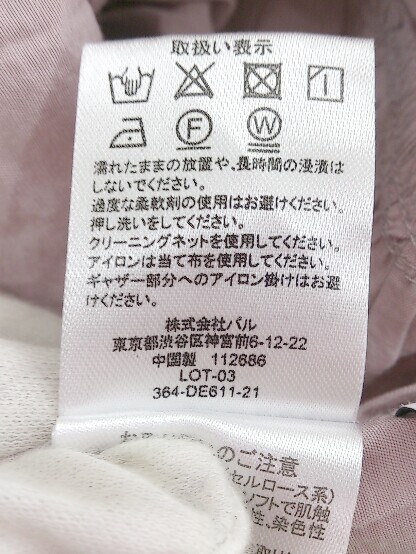 取扱い表示
F W
濡れたままの放置や、長時間の浸漬は
しないでください。
過度な柔軟剤の使用はお避けください。
押し洗いをしてください。
クリーニングネットを使用してください。
アイロンは当て布を使用してください。
ギャザー部分へのアイロン掛けはお避
けください。
株式会社パル
東京都渋谷区神宮前6-12-22
中国製 112686
LOT-03
364-DE611-21
のご注意
セルロース系)
ソフトで肌触
性、染色性